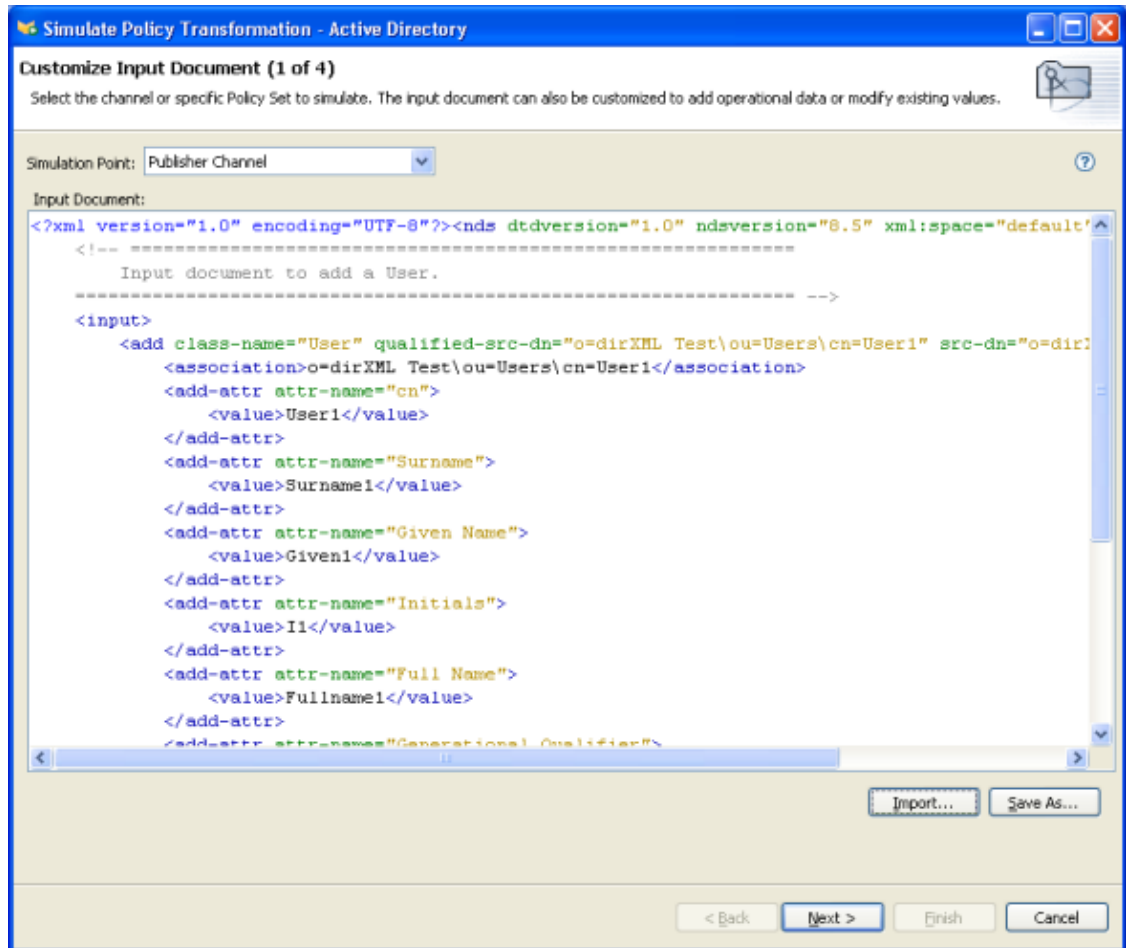 Simulate Policy Transformation - Active Directory
Customize Input Document (1 of 4)
Select the channel or specific Policy Set to simulate. The input document can also be customized to add operational data or modify existing values.
Simulation Point: Publisher Channel
Input Document:
<?xml version="1.0" encoding="UTF-8"?><nds dtdversion="1.0" ndsversion="8.5" xml:space="default"
<!-- ============================================================
Input document to add a User.
================================================================= -->
<input>
<add class-name="User" qualified-src-dn="o=dirXML Test\ou=Users\cn=User1" src-dn="o=dirX
<association>o=dirXML Test\ou=Users\cn=User1</association>
<add-attr attr-name="cn">
<value>User1</value>
</add-attr>
<add-attr attr-name="Surname">
<value>Surname1</value>
</add-attr>
<add-attr attr-name="Given Name">
<value>Given1</value>
</add-attr>
<add-attr attr-name="Initials">
<value>I1</value>
</add-attr>
<add-attr attr-name="Full Name">
<value>Fullname1</value>
</add-attr>
<add-attr attr-name="Generational Qualifier">
Import... Save As...
< Back Next > Finish Cancel